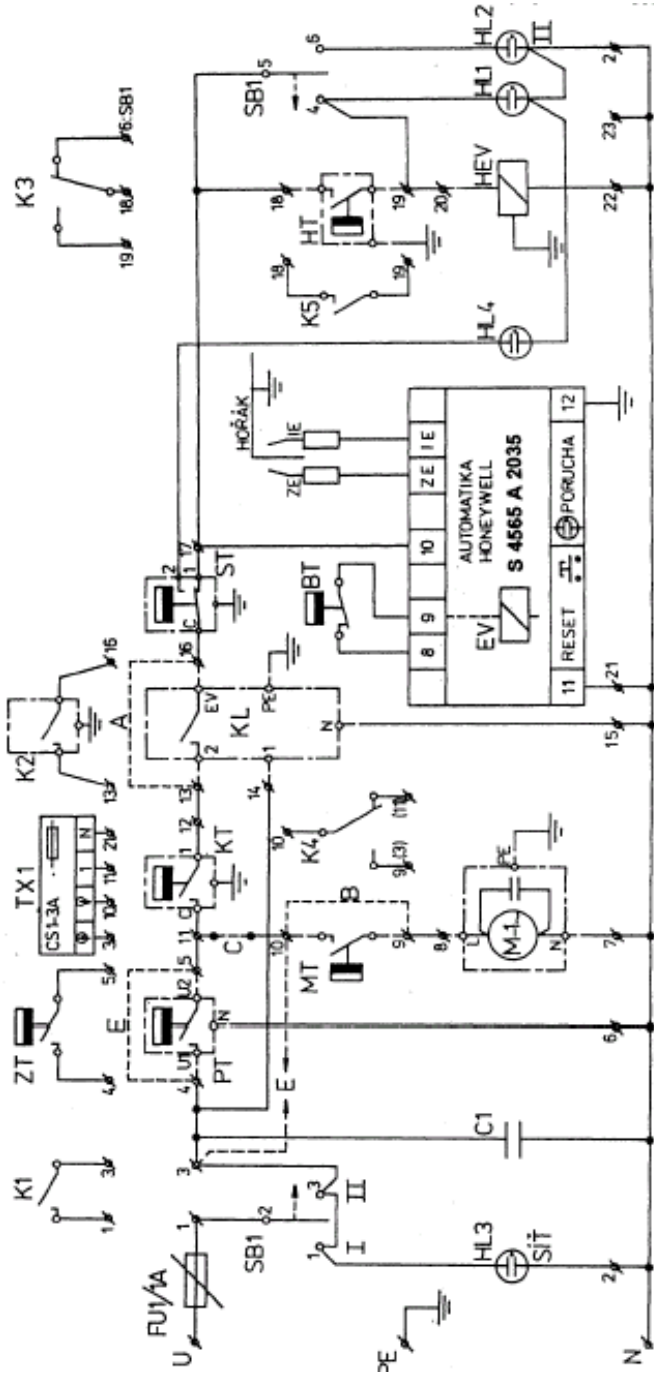 K1
1
3
ZT
4
5
TX1
CS1-3A
1
N
3
10
11
21
K2
13
16
K3
19
18
6:SB1
U
FU1/1A
1
3
4
E
U1
U2
N
PT
5
11
C
1
KT
12
13
A
2
EV
KL
1
PE
N
14
16
C
2
1
17
ST
SB1
2
1
I
3
II
E
C
10
MT
9
B
8
L
M1~
N
PE
7
K4
10
9 (3)
(11)
15
BT
HOŘÁK
ZE
IE
8
9
10
ZE
IE
AUTOMATIKA
HONEYWELL
S 4565 A 2035
EV
11
RESET
PORUCHA
12
21
K5
18
19
HT
18
19
20
HEV
22
HL4
SB1
5
4
6
HL1
HL2
II
23
2
PE
HL3
SÍŤ
2
C1
6
N